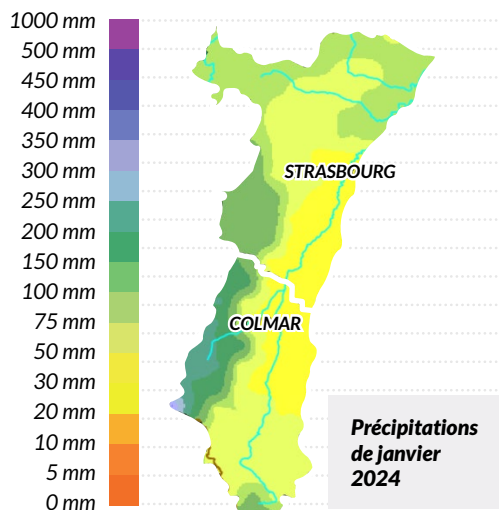 1000 mm
500 mm
450 mm
400 mm
350 mm
300 mm
250 mm
200 mm
150 mm
100 mm
75 mm
50 mm
30 mm
20 mm
10 mm
5 mm
0 mm
STRASBOURG
COLMAR
Précipitations
de janvier
2024